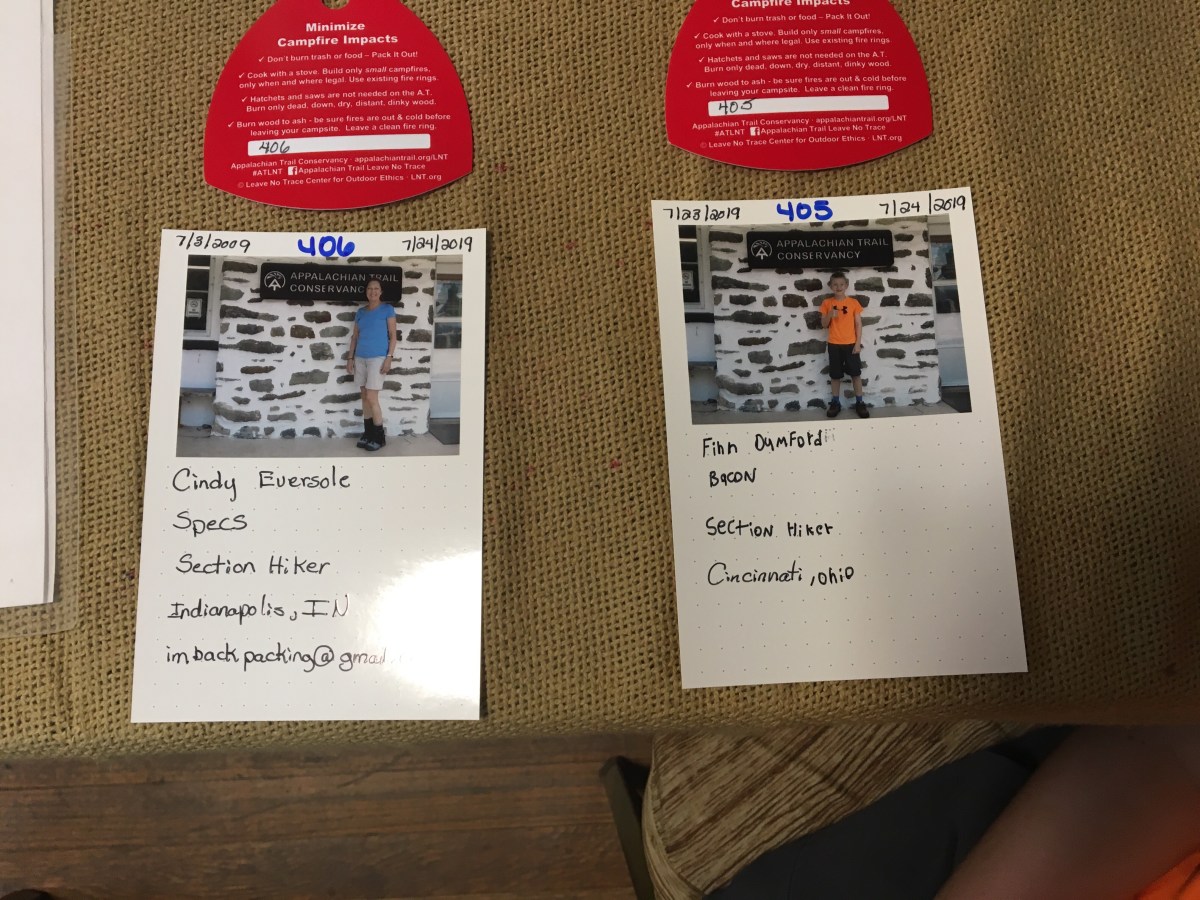 Minimize
Campfire Impacts
✓ Don't burn trash or food – Pack It Out!
✓ Cook with a stove. Build only small campfires,
only when and where legal. Use existing fire rings.
✓ Hatchets and saws are not needed on the A.T.
Burn only dead, down, dry, distant, dinky wood.
✓ Burn wood to ash - be sure fires are out & cold before
leaving your campsite. Leave a clean fire ring.
406
Appalachian Trail Conservancy · appalachiantrail.org/LNT
#ATLNT Appalachian Trail Leave No Trace
© Leave No Trace Center for Outdoor Ethics · LNT.org
Campfire Impacts
✓ Don't burn trash or food – Pack It Out!
✓ Cook with a stove. Build only small campfires,
only when and where legal. Use existing fire rings
✓ Hatchets and saws are not needed on the A.T.
Burn only dead, down, dry, distant, dinky wood.
✓ Burn wood to ash - be sure fires are out & cold before
leaving your campsite. Leave a clean fire ring.
405
Appalachian Trail Conservancy · appalachiantrail.org/LNT
#ATLNT Appalachian Trail Leave No Trace
© Leave No Trace Center for Outdoor Ethics · LNT.org
7/3/2009 406 7/24/2019
APPALACHIAN TRAIL
CONSERVANC
Cindy Eversole
Specs
Section Hiker
Indianapolis, IN
imbackpacking@gmail.
7/23/2019 405 7/24/2019
APPALACHIAN TRAIL
CONSERVANCY
Finn Dumford
Bacon
Section Hiker
Cincinnati, ohio